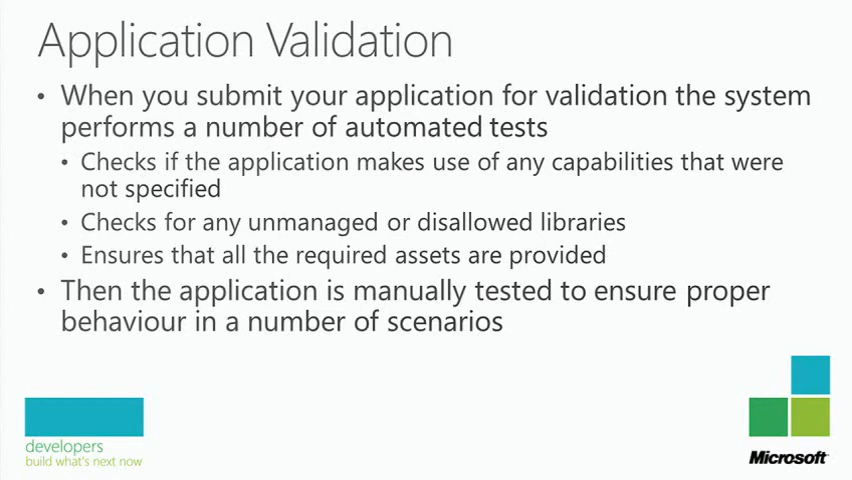 Application Validation
• When you submit your application for validation the system
performs a number of automated tests
• Checks if the application makes use of any capabilities that were
not specified
• Checks for any unmanaged or disallowed libraries
• Ensures that all the required assets are provided
• Then the application is manually tested to ensure proper
behaviour in a number of scenarios
developers
build what's next now
Microsoft